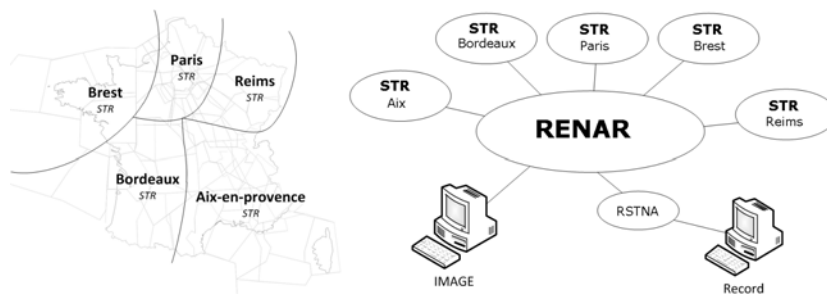 Paris
STR
Brest
STR
Reims
STR
Bordeaux
STR
Aix-en-provence
STR
STR
Bordeaux
STR
Paris
STR
Brest
STR
Aix
STR
Reims
RENAR
RSTNA
IMAGE
Record